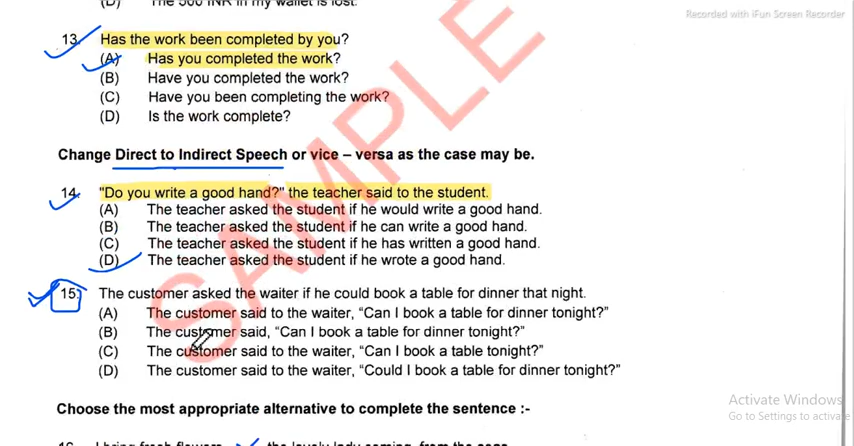 Recorded with iFun Screen Recorder
(D) The 500 INR in my wallet is lost.
13. Has the work been completed by you?
(A) Has you completed the work?
(B) Have you completed the work?
(C) Have you been completing the work?
(D) Is the work complete?
Change Direct to Indirect Speech or vice – versa as the case may be.
14. "Do you write a good hand?" the teacher said to the student.
(A) The teacher asked the student if he would write a good hand.
(B) The teacher asked the student if he can write a good hand.
(C) The teacher asked the student if he has written a good hand.
(D) The teacher asked the student if he wrote a good hand.
15. The customer asked the waiter if he could book a table for dinner that night.
(A) The customer said to the waiter, “Can I book a table for dinner tonight?”
(B) The customer said, “Can I book a table for dinner tonight?”
(C) The customer said to the waiter, “Can I book a table tonight?”
(D) The customer said to the waiter, “Could I book a table for dinner tonight?”
SAMPLE
Activate Windows
Go to Settings to activate
Choose the most appropriate alternative to complete the sentence :-
the lovely lady coming from the